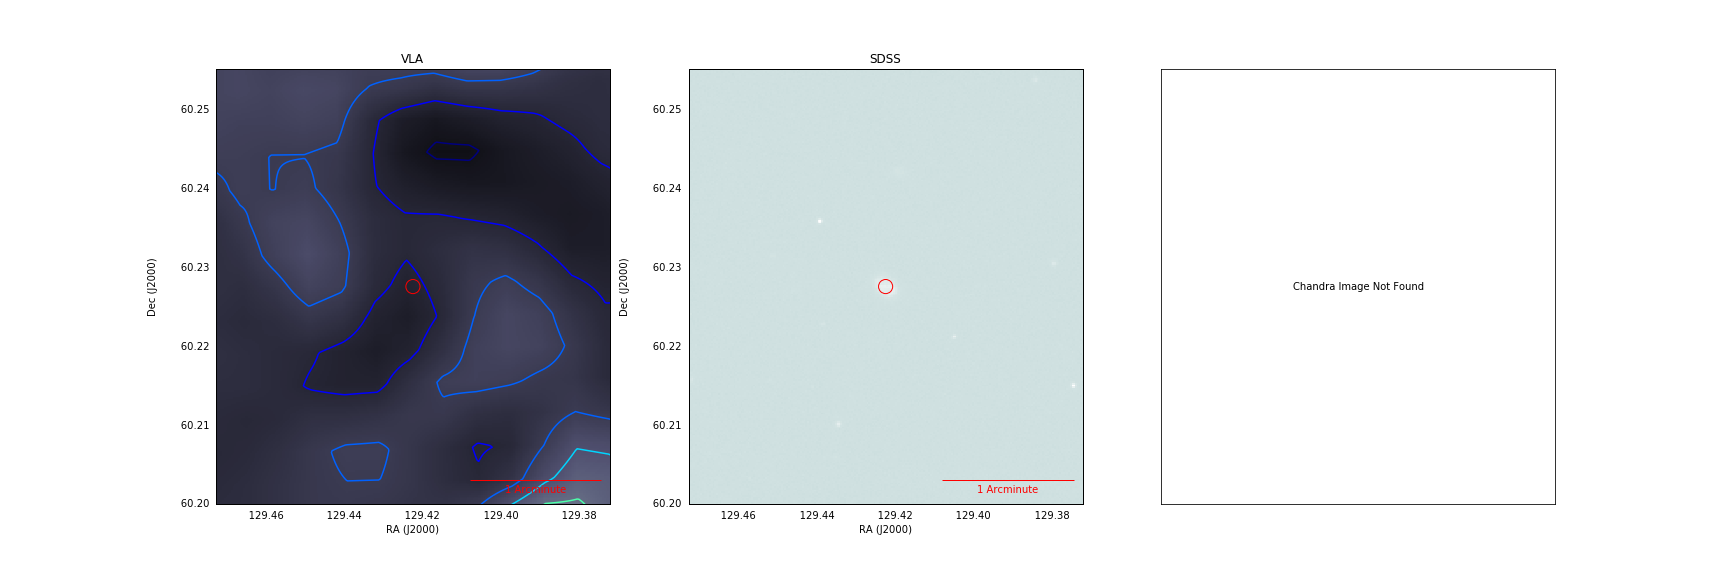 VLA
60.25
60.24
60.23
60.22
60.21
60.20
Dec (J2000)
1 Arcminute
129.46
129.44
129.42
129.40
129.38
RA (J2000)
SDSS
60.25
60.24
60.23
60.22
60.21
60.20
Dec (J2000)
1 Arcminute
129.46
129.44
129.42
129.40
129.38
RA (J2000)
Chandra Image Not Found